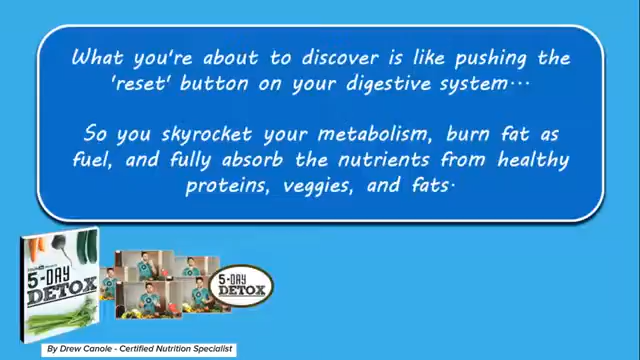 What you're about to discover is like pushing the
'reset' button on your digestive system...
So you skyrocket your metabolism, burn fat as
fuel, and fully absorb the nutrients from healthy
proteins, veggies, and fats.
5-DAY
DETOX
5-DAY
DETOX
By Drew Canole - Certified Nutrition Specialist